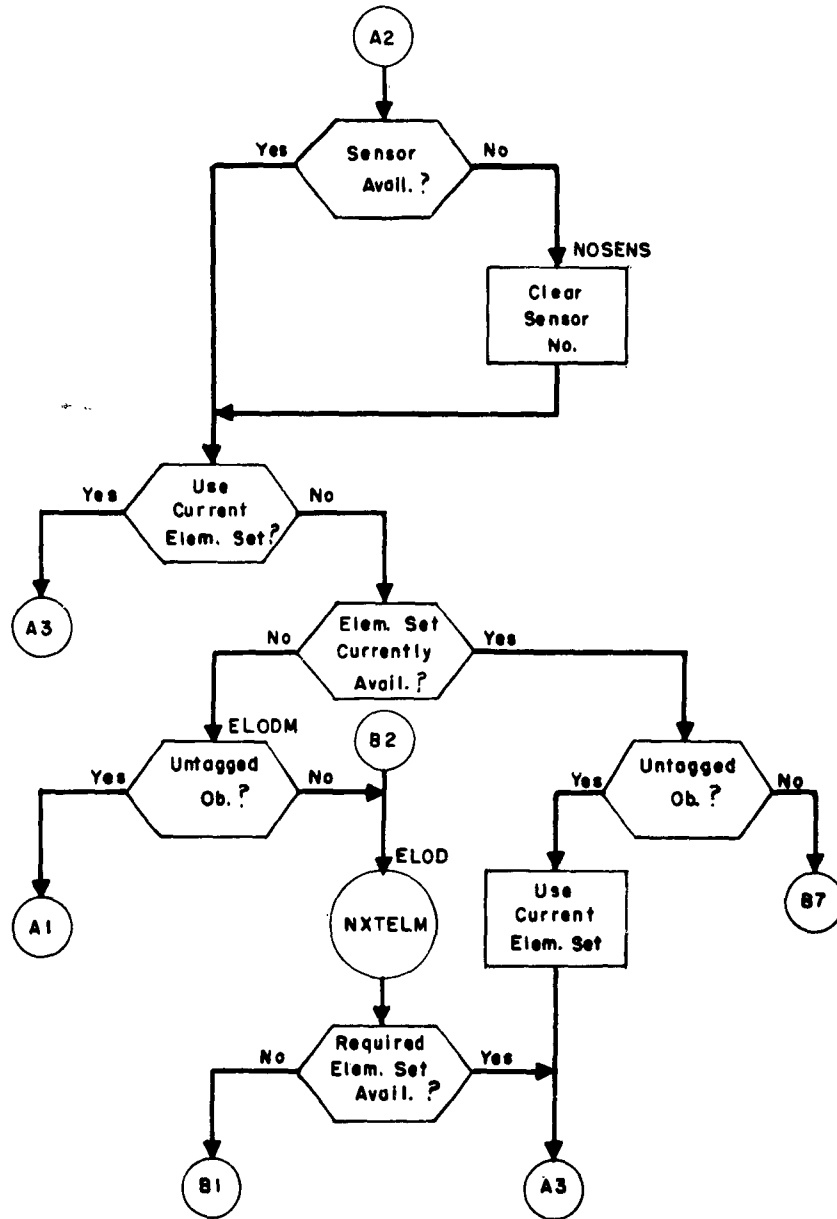 A2
Yes
Sensor
Avail.?
No
NOSENS
Clear
Sensor
No.
Yes
Use
Current
Elem. Set?
No
A3
No
Elem. Set
Currently
Avail.?
Yes
ELODM
B2
Yes
Untagged
Ob.?
No
Yes
Untagged
Ob.?
No
ELOD
A1
NXTELM
Use
Current
Elem. Set
B7
No
Required
Elem. Set
Avail.?
Yes
B1
A3